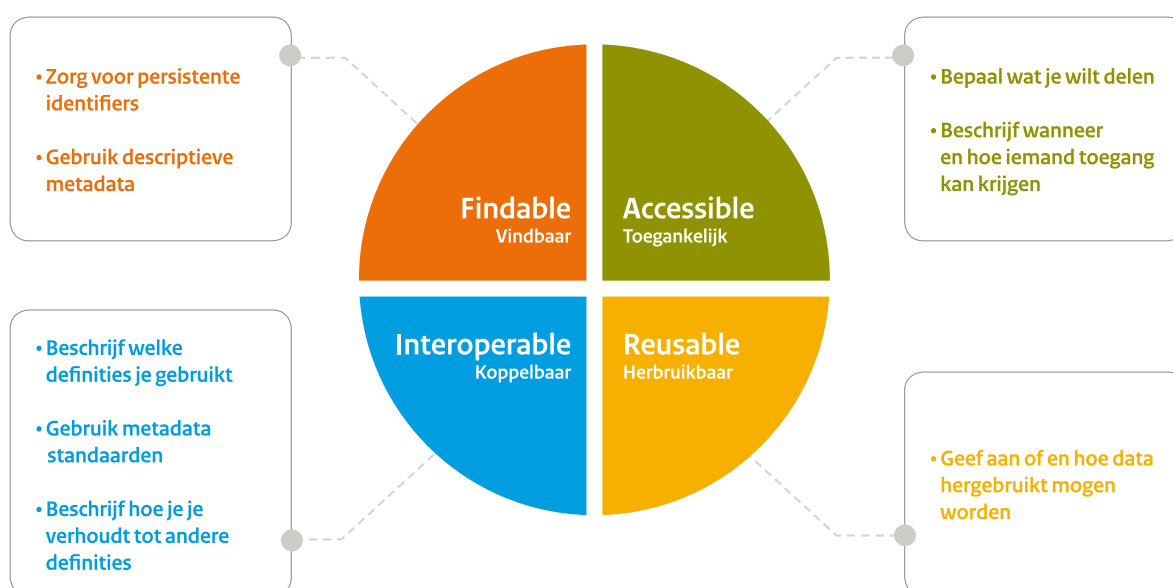 • Zorg voor persistente
identifiers
• Gebruik descriptieve
metadata
Findable
Vindbaar
Accessible
Toegankelijk
• Bepaal wat je wilt delen
• Beschrijf wanneer
en hoe iemand toegang
kan krijgen
• Beschrijf welke
definities je gebruikt
• Gebruik metadata
standaarden
• Beschrijf hoe je je
verhoudt tot andere
definities
Interoperable
Koppelbaar
Reusable
Herbruikbaar
• Geef aan of en hoe data
hergebruikt mogen
worden